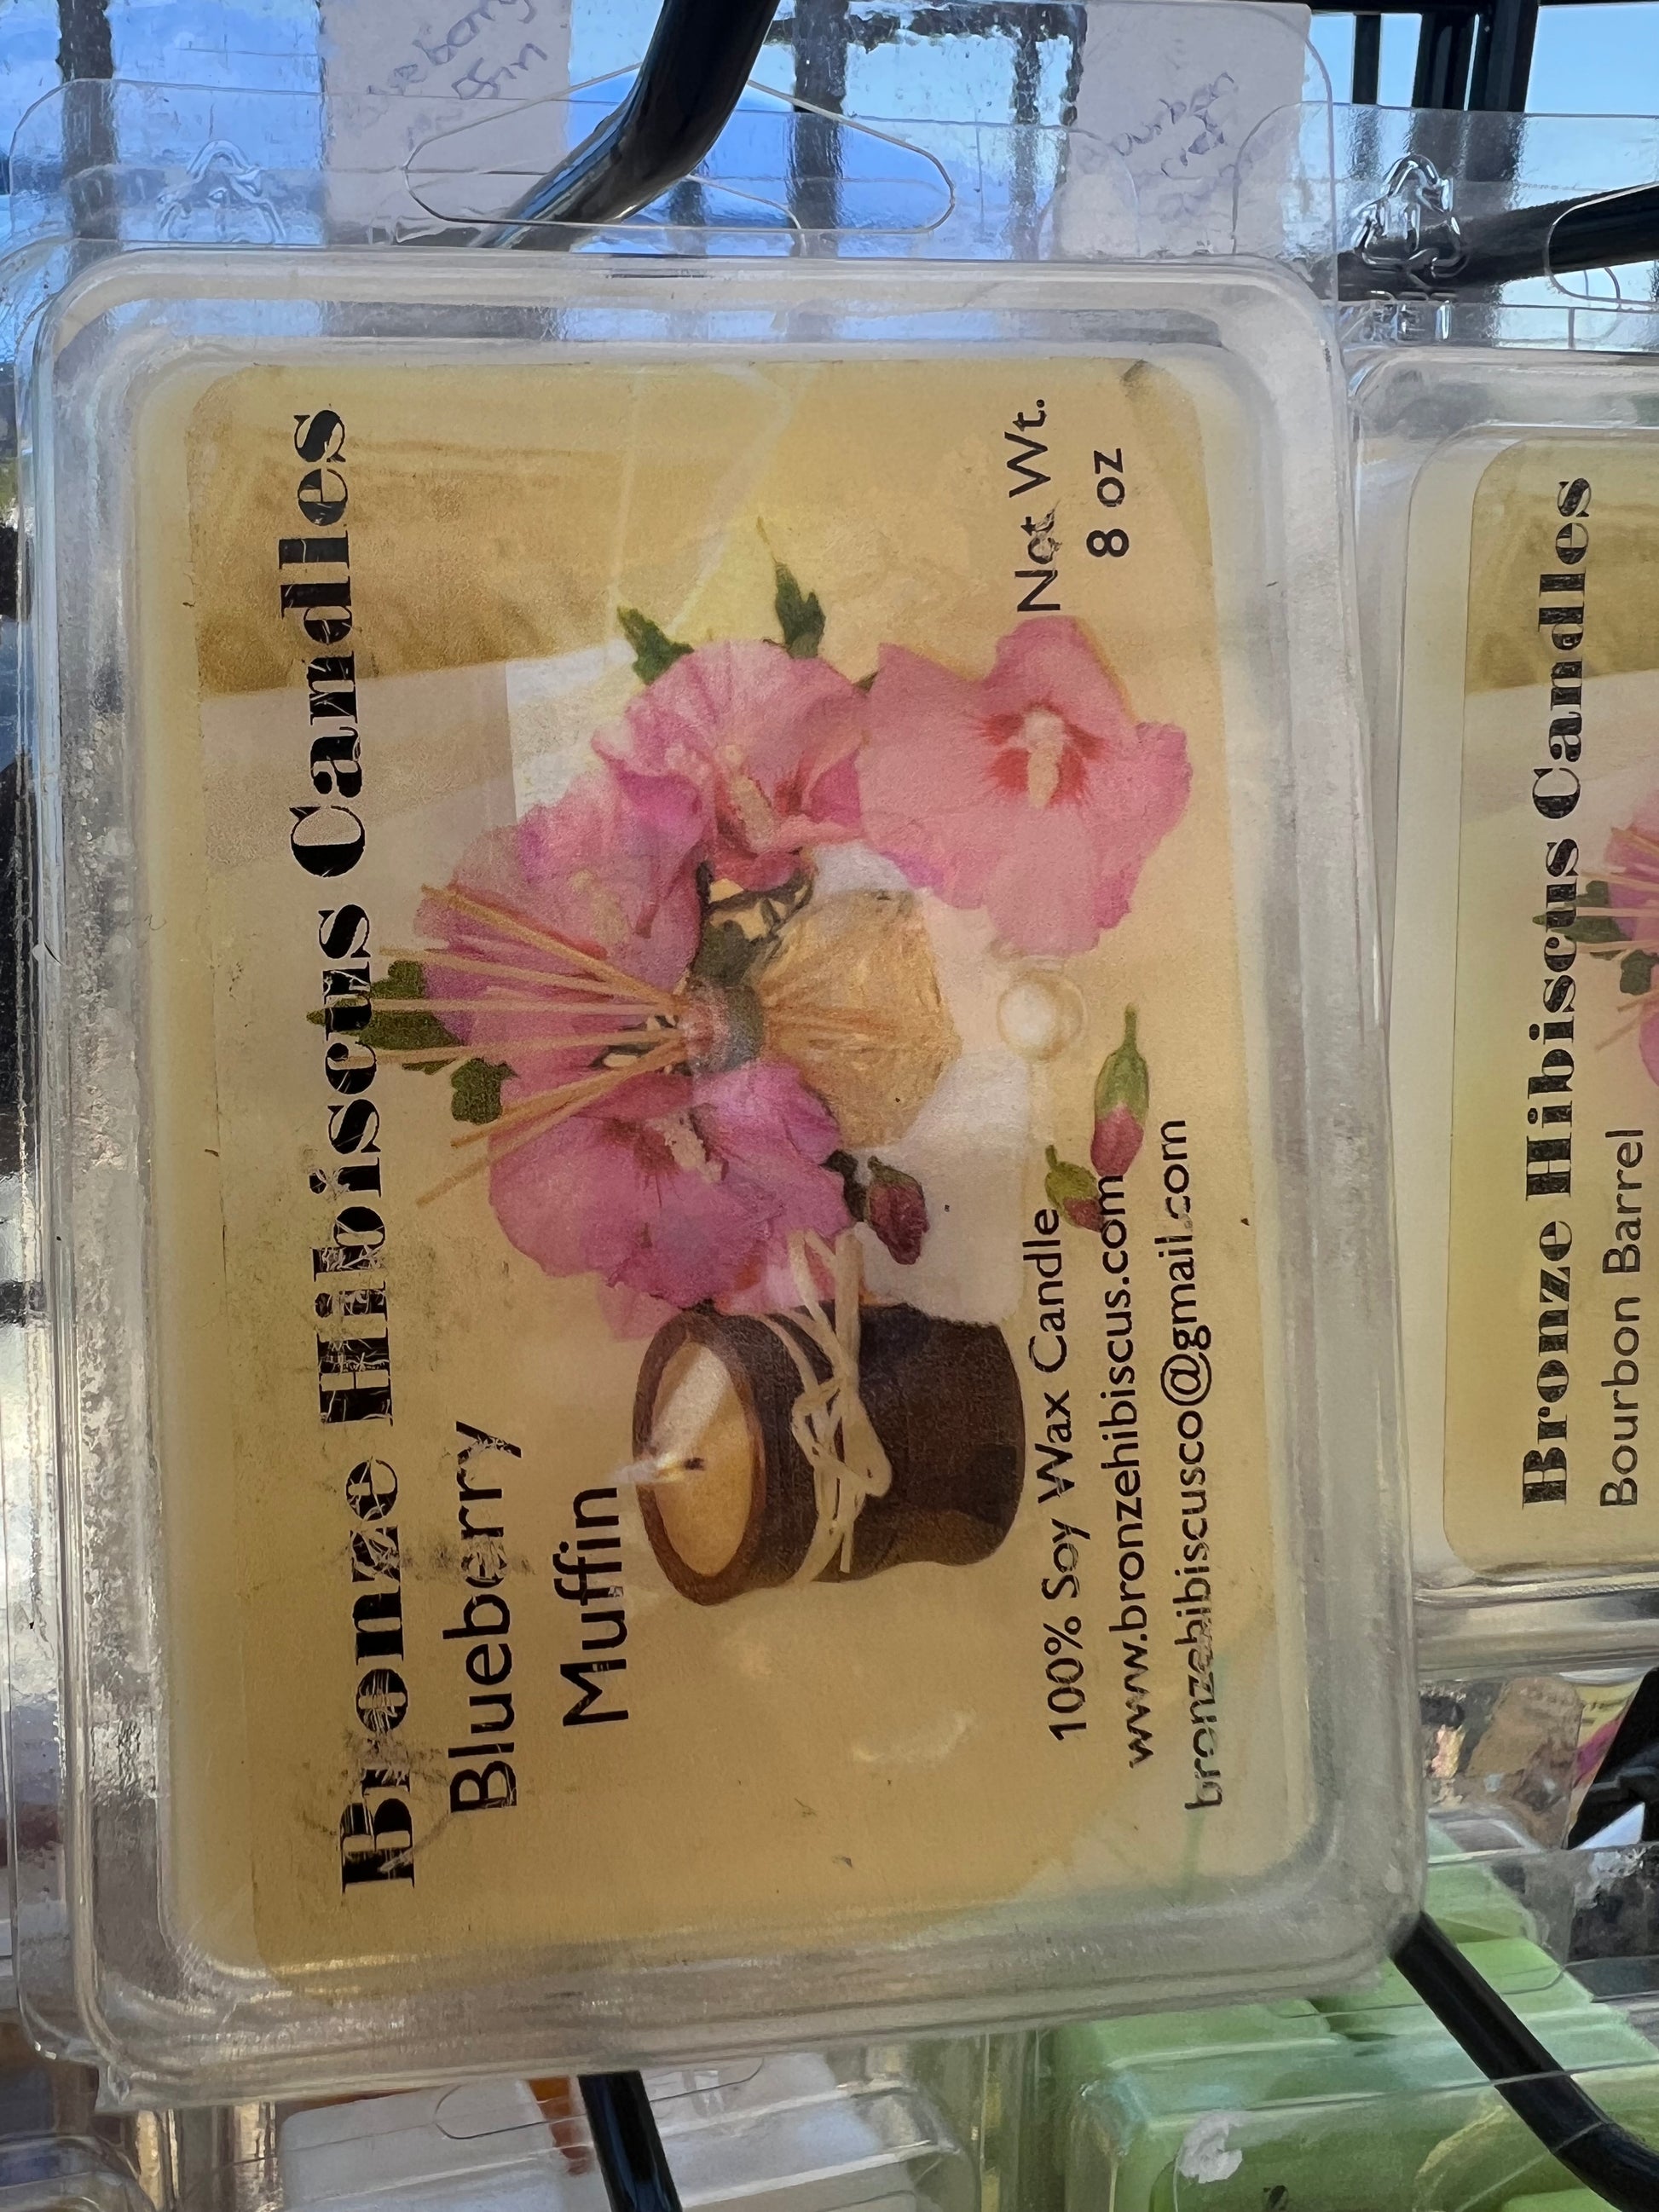 Bronze Hibiscus Candles
Blueberry
Muffin
Net Wt.
8 oz
100% Soy Wax Candle
www.bronzehibiscus.com
bronzehibiscusco@gmail.com
Bronze Hibiscus Candles
Bourbon Barrel